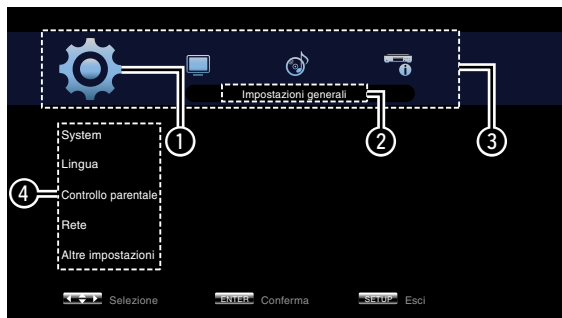 Impostazioni generali
1
2
3
System
Lingua
4
Controllo parentale
Rete
Altre impostazioni
Selezione ENTER Conferma SETUP Esci